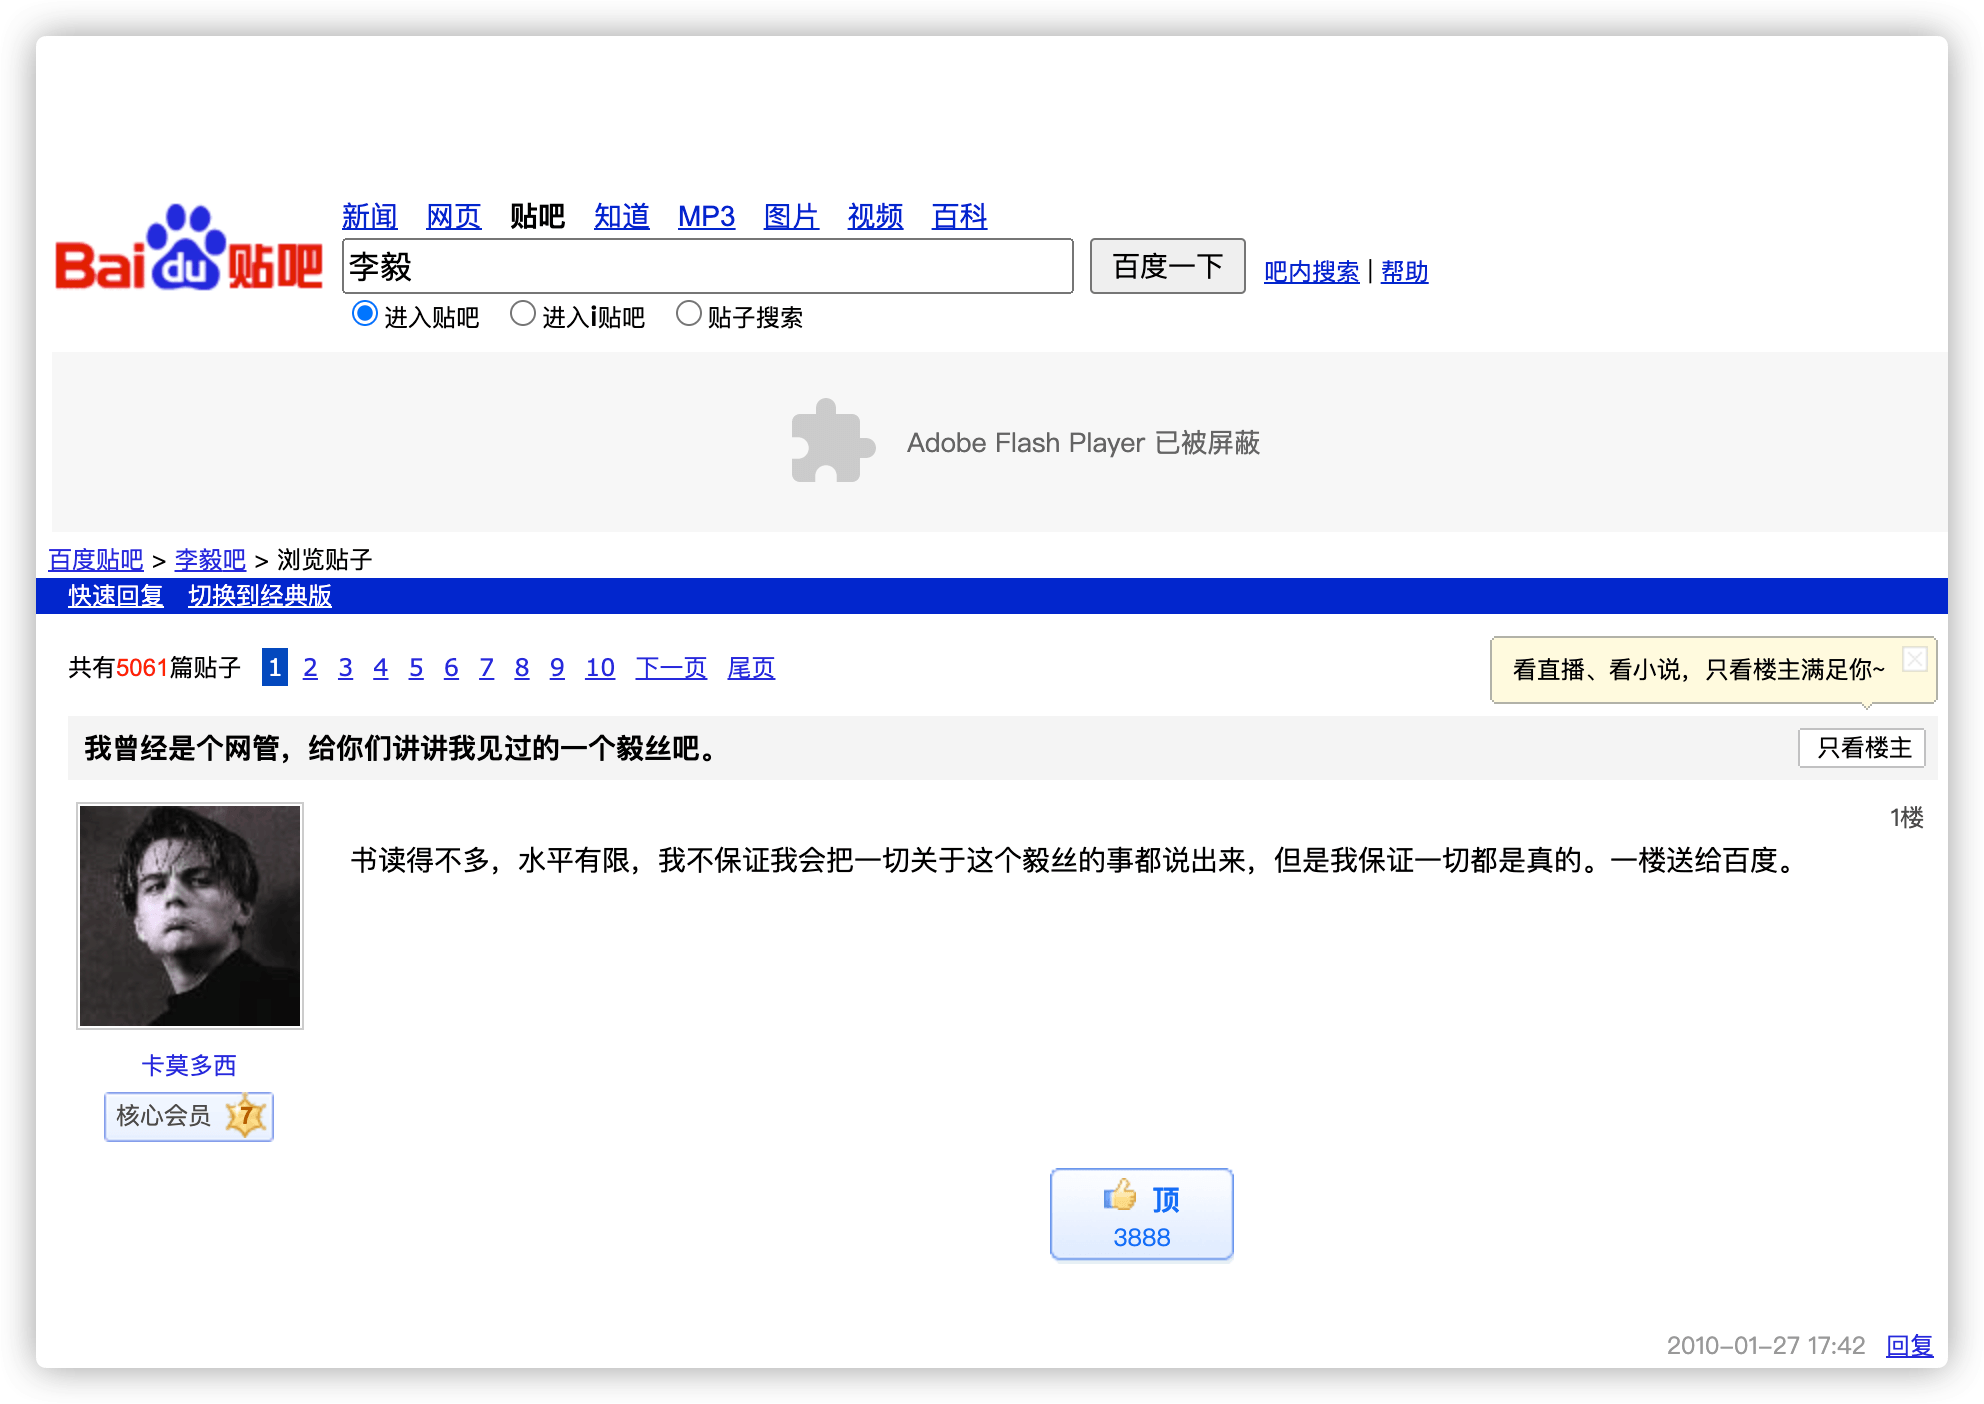 新闻 网页 贴吧 知道 MP3 图片 视频 百科
Baidu贴吧
李毅 百度一下 吧内搜索 | 帮助
进入贴吧 进入i贴吧 贴子搜索
Adobe Flash Player 已被屏蔽
百度贴吧 > 李毅吧 > 浏览贴子
快速回复 切换到经典版
共有5061篇贴子 1 2 3 4 5 6 7 8 9 10 下一页 尾页
看直播、看小说，只看楼主满足你~
我曾经是个网管，给你们讲讲我见过的一个毅丝吧。 只看楼主
1楼
书读得不多，水平有限，我不保证我会把一切关于这个毅丝的事都说出来，但是我保证一切都是真的。一楼送给百度。
卡莫多西
核心会员 7
顶
3888
2010-01-27 17:42 回复